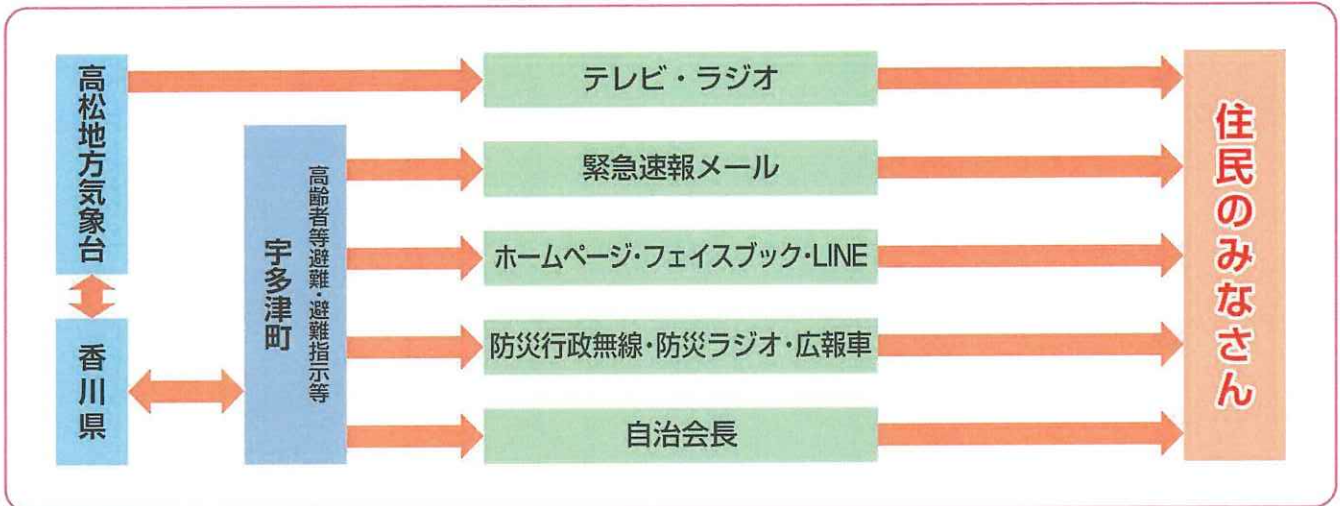 高松地方気象台
香川県
宇多津町
高齢者等避難・避難指示等
テレビ・ラジオ
緊急速報メール
ホームページ・フェイスブック・LINE
防災行政無線・防災ラジオ・広報車
自治会長
住民のみなさん